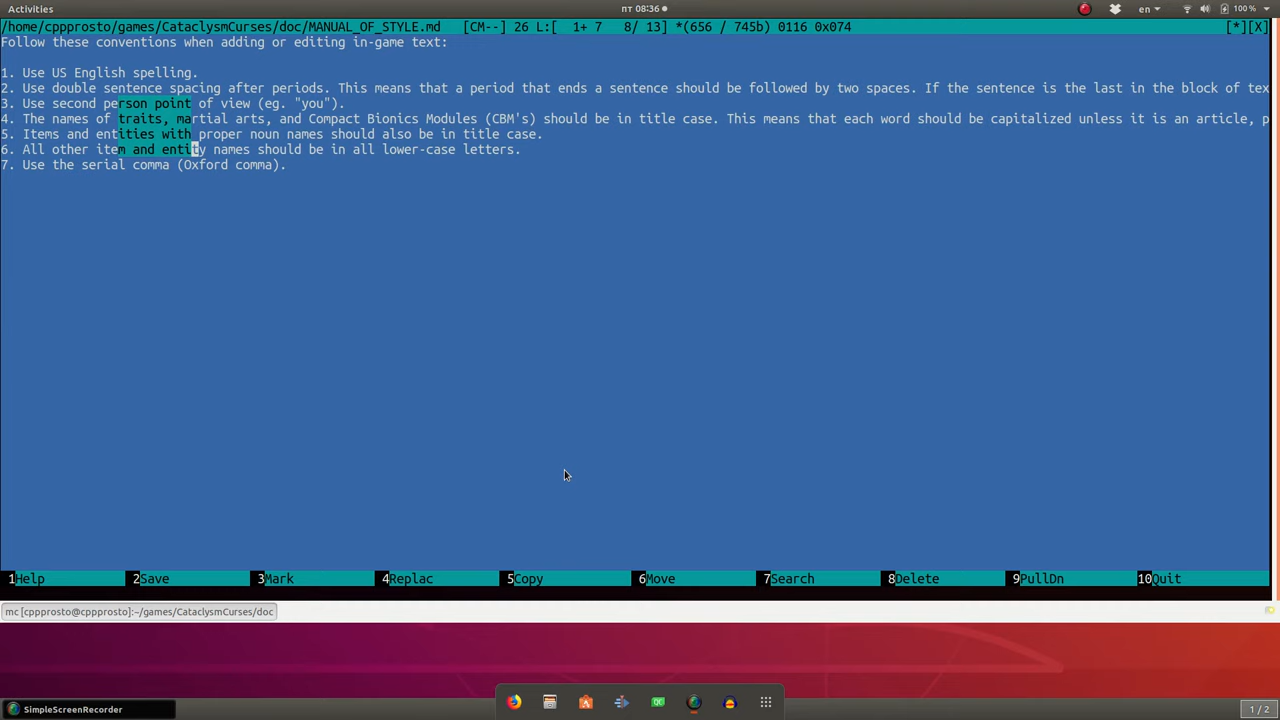 Activities
пт 08:36
en
100 %
/home/cppprosto/games/CataclysmCurses/doc/MANUAL_OF_STYLE.md [CM--] 26 L:[ 1+ 7 8/ 13] *(656 / 745b) 0116 0x074 [*][X]
Follow these conventions when adding or editing in-game text:
1. Use US English spelling.
2. Use double sentence spacing after periods. This means that a period that ends a sentence should be followed by two spaces. If the sentence is the last in the block of tex
3. Use second person point of view (eg. "you").
4. The names of traits, martial arts, and Compact Bionics Modules (CBM's) should be in title case. This means that each word should be capitalized unless it is an article, p
5. Items and entities with proper noun names should also be in title case.
6. All other item and entity names should be in all lower-case letters.
7. Use the serial comma (Oxford comma).
1Help 2Save 3Mark 4Replac 5Copy 6Move 7Search 8Delete 9PullDn 10Quit
mc [cppprosto@cppprosto]:~/games/CataclysmCurses/doc
QC
SimpleScreenRecorder
1 / 2